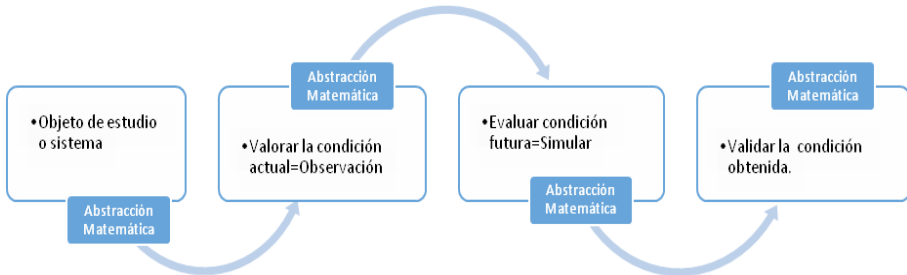 •Objeto de estudio
o sistema
Abstracción
Matemática
Abstracción
Matemática
•Valorar la condición
actual=Observación
•Evaluar condición
futura=Simular
Abstracción
Matemática
Abstracción
Matemática
•Validar la condición
obtenida.